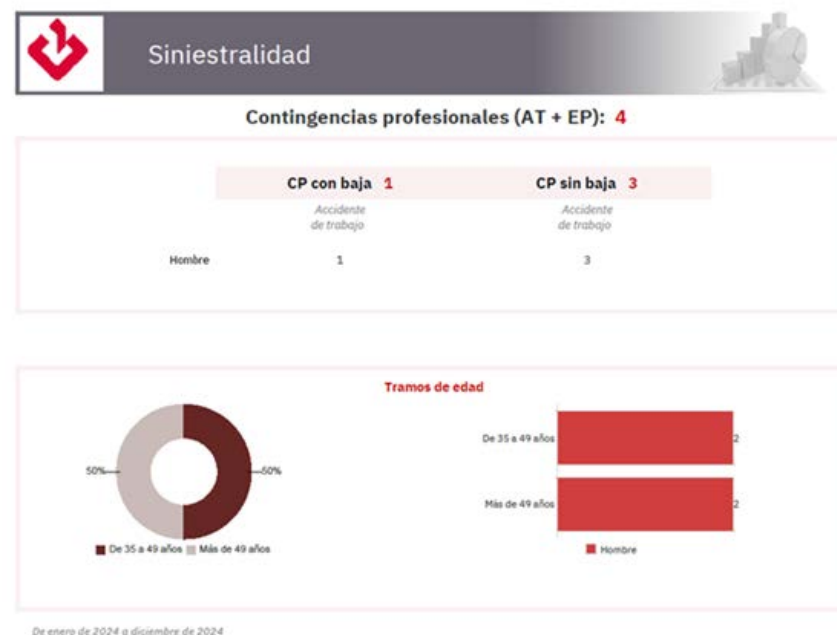 Siniestralidad
Contingencias profesionales (AT + EP): 4
CP con baja 1 CP sin baja 3
Accidente de trabajo Accidente de trabajo
Hombre 1 3
Tramos de edad
50% 50%
De 35 a 49 años Más de 49 años
De 35 a 49 años 2
Más de 49 años 2
Hombre
De enero de 2024 a diciembre de 2024